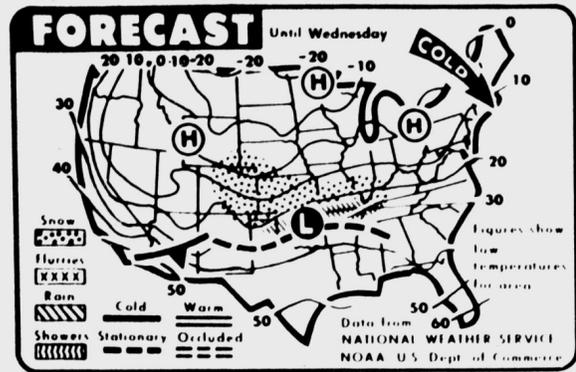 FORECAST
Until Wednesday
COLD
20 10 0 -10 -20 -20 -20 -10
0
10
20
30
30
40
50
50
50
60
H
H
H
L
Snow
Flurries
Rain
Showers
Cold
Warm
Stationary
Occluded
Figures show
low
temperatures
for area
Data from
NATIONAL WEATHER SERVICE
NOAA U S Dept of Commerce